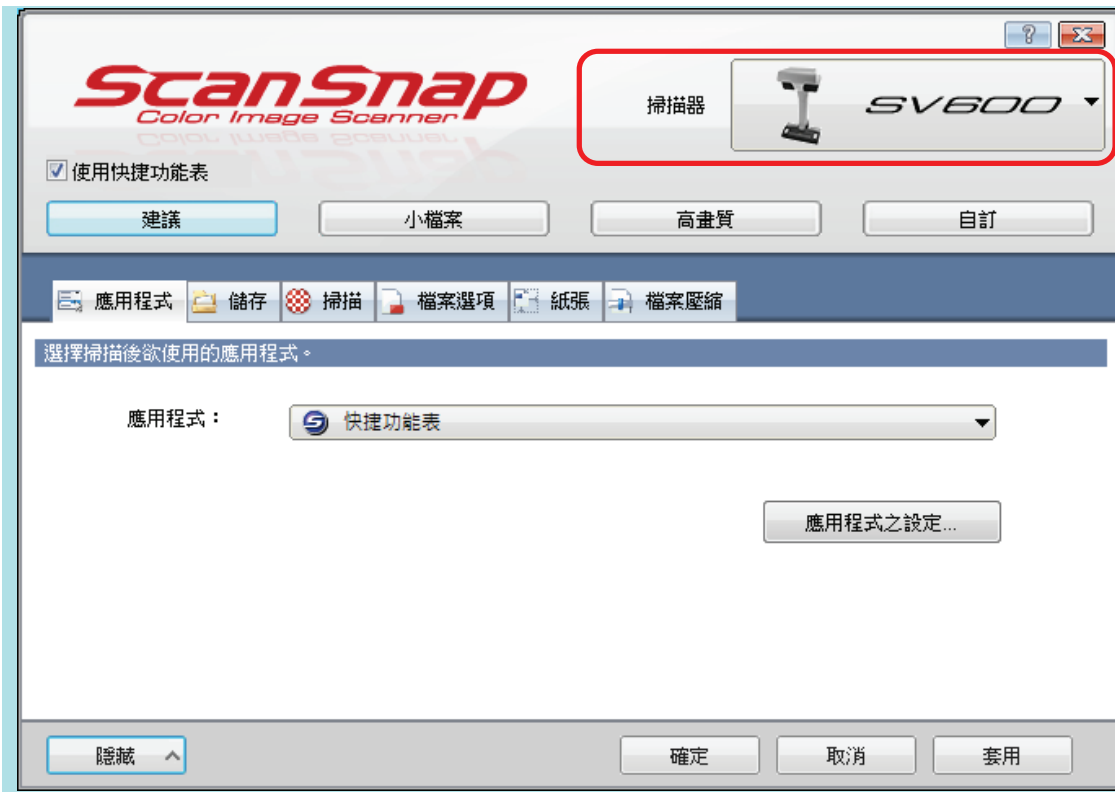 ?
ScanSnap
Color Image Scanner
掃描器
SV600
使用快捷功能表
建議
小檔案
高畫質
自訂
應用程式
儲存
掃描
檔案選項
紙張
檔案壓縮
選擇掃描後欲使用的應用程式。
應用程式：
快捷功能表
應用程式之設定...
隱藏
確定
取消
套用